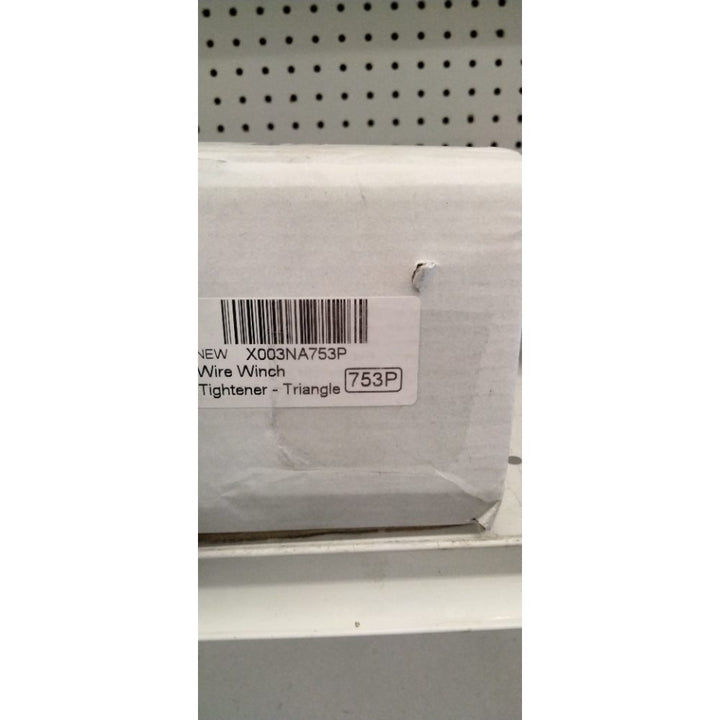 NEW X003NA753P
Wire Winch
Tightener - Triangle 753P